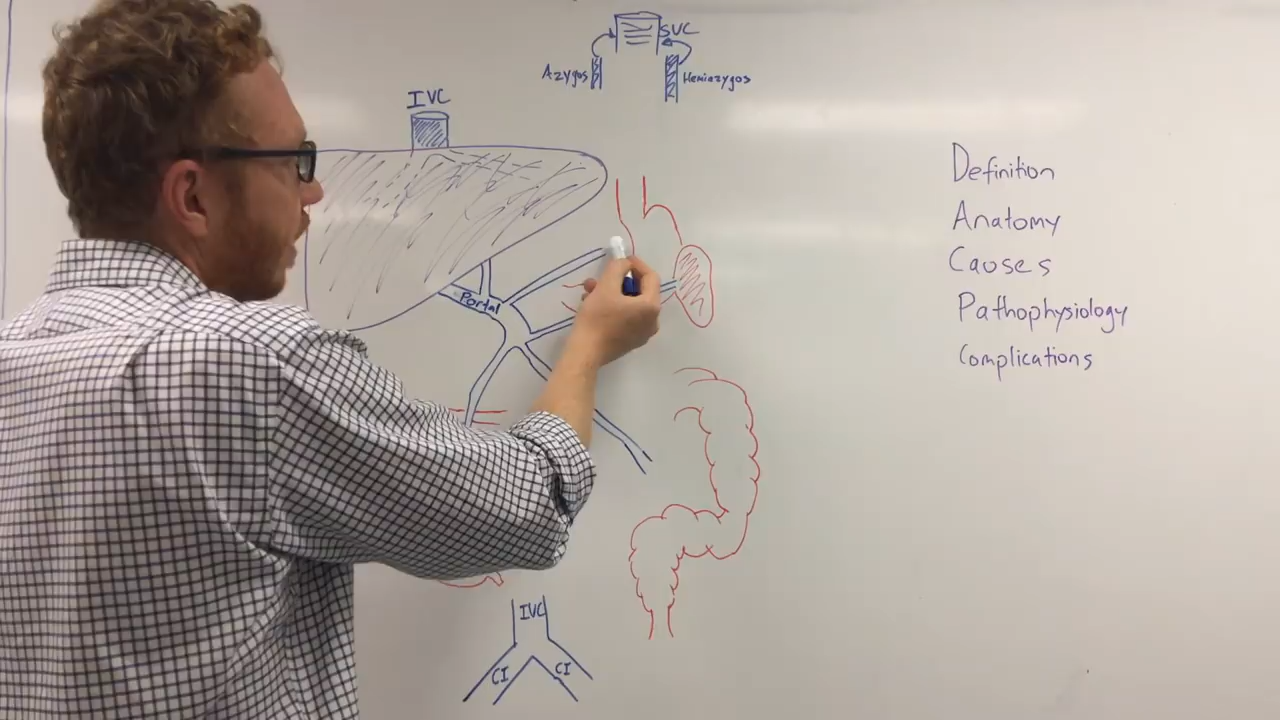 SVC
Azygos
Hemiazygos
IVC
Portal
Definition
Anatomy
Causes
Pathophysiology
Complications
IVC
CI
CI